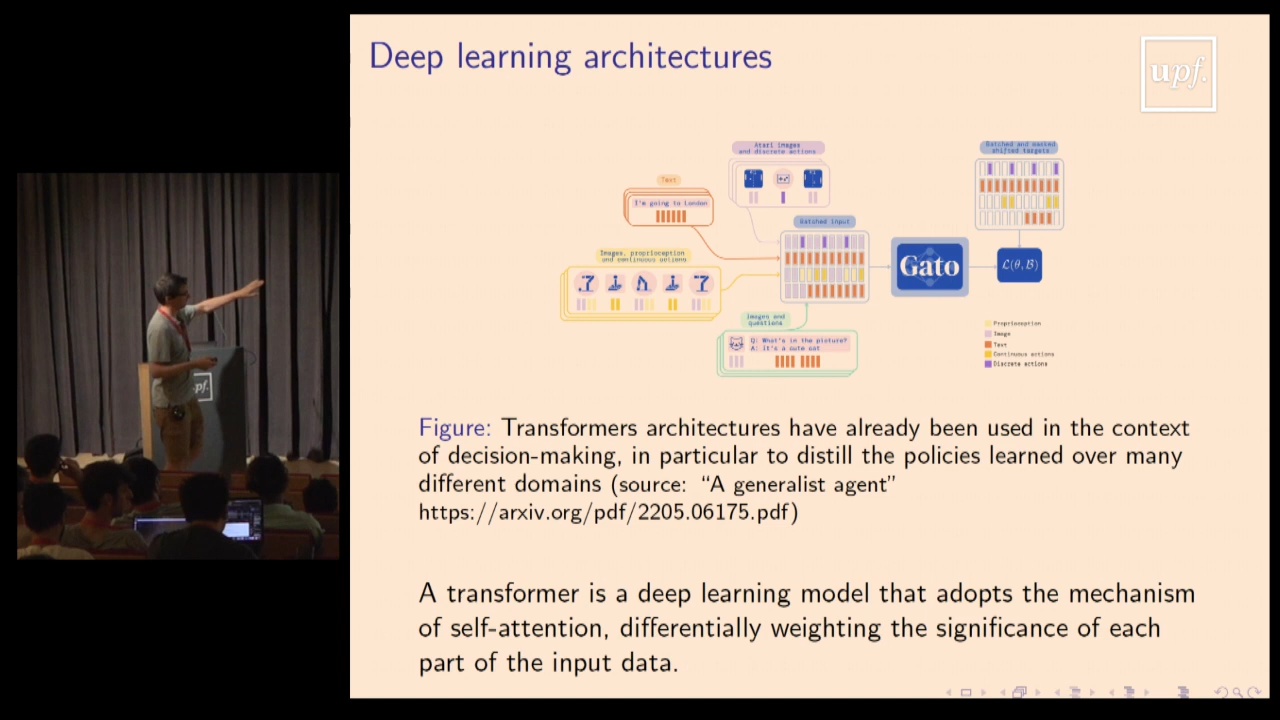 Deep learning architectures
upf.
Atari images
and discrete actions
Batched and masked
shifted targets
Text
I'm going to London
Batched input
Images, proprioception
and continuous actions
Gato
L(θ, B)
Images and
questions
Q: What's in the picture?
A: It's a cute cat
Proprioception
Image
Text
Continuous actions
Discrete actions
upf.
Figure: Transformers architectures have already been used in the context
of decision-making, in particular to distill the policies learned over many
different domains (source: “A generalist agent”
https://arxiv.org/pdf/2205.06175.pdf)
A transformer is a deep learning model that adopts the mechanism
of self-attention, differentially weighting the significance of each
part of the input data.